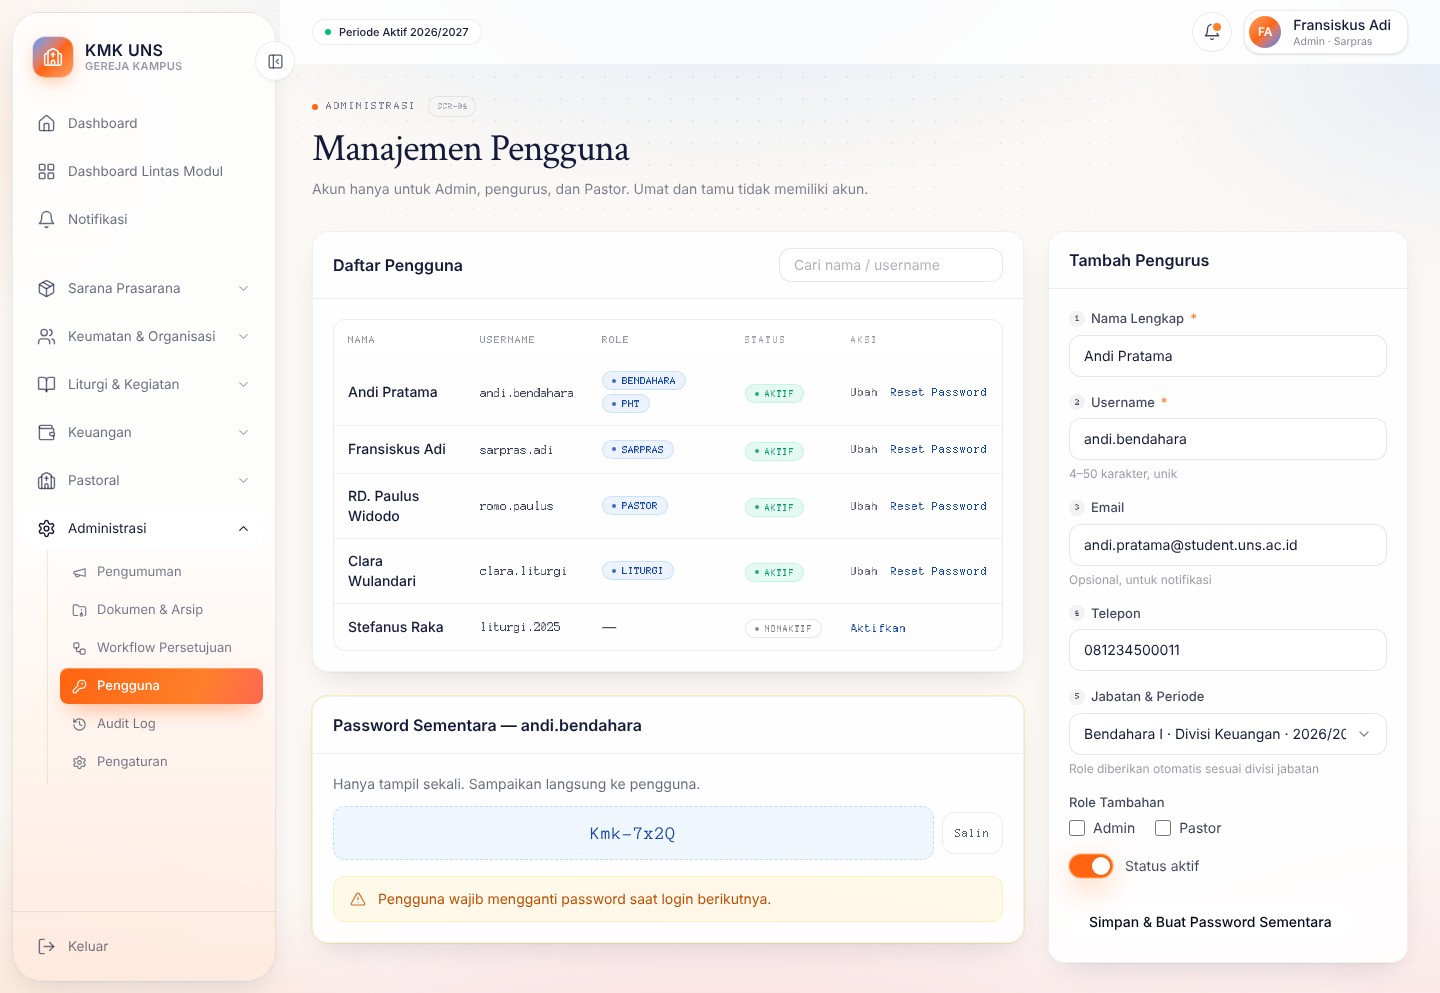 KMK UNS
GEREJA KAMPUS
Dashboard
Dashboard Lintas Modul
Notifikasi
Sarana Prasarana
Keumatan & Organisasi
Liturgi & Kegiatan
Keuangan
Pastoral
Administrasi
Pengumuman
Dokumen & Arsip
Workflow Persetujuan
Pengguna
Audit Log
Pengaturan
Keluar
Periode Aktif 2026/2027
FA
Fransiskus Adi
Admin · Sarpras
ADMINISTRASI
Manajemen Pengguna
Akun hanya untuk Admin, pengurus, dan Pastor. Umat dan tamu tidak memiliki akun.
Daftar Pengguna
Cari nama / username
NAMA USERNAME ROLE STATUS AKSI
Andi Pratama andi.bendahara BENDAHARA PHT AKTIF Ubah Reset Password
Fransiskus Adi sarpras.adi SARPRAS AKTIF Ubah Reset Password
RD. Paulus Widodo romo.paulus PASTOR AKTIF Ubah Reset Password
Clara Wulandari clara.liturgi LITURGI AKTIF Ubah Reset Password
Stefanus Raka liturgi.2025 — NONAKTIF Aktifkan
Password Sementara — andi.bendahara
Hanya tampil sekali. Sampaikan langsung ke pengguna.
Kmk-7x2Q
Salin
Pengguna wajib mengganti password saat login berikutnya.
Tambah Pengurus
1 Nama Lengkap *
Andi Pratama
2 Username *
andi.bendahara
4–50 karakter, unik
3 Email
andi.pratama@student.uns.ac.id
Opsional, untuk notifikasi
4 Telepon
081234500011
5 Jabatan & Periode
Bendahara I · Divisi Keuangan · 2026/20
Role diberikan otomatis sesuai divisi jabatan
Role Tambahan
Admin Pastor
Status aktif
Simpan & Buat Password Sementara